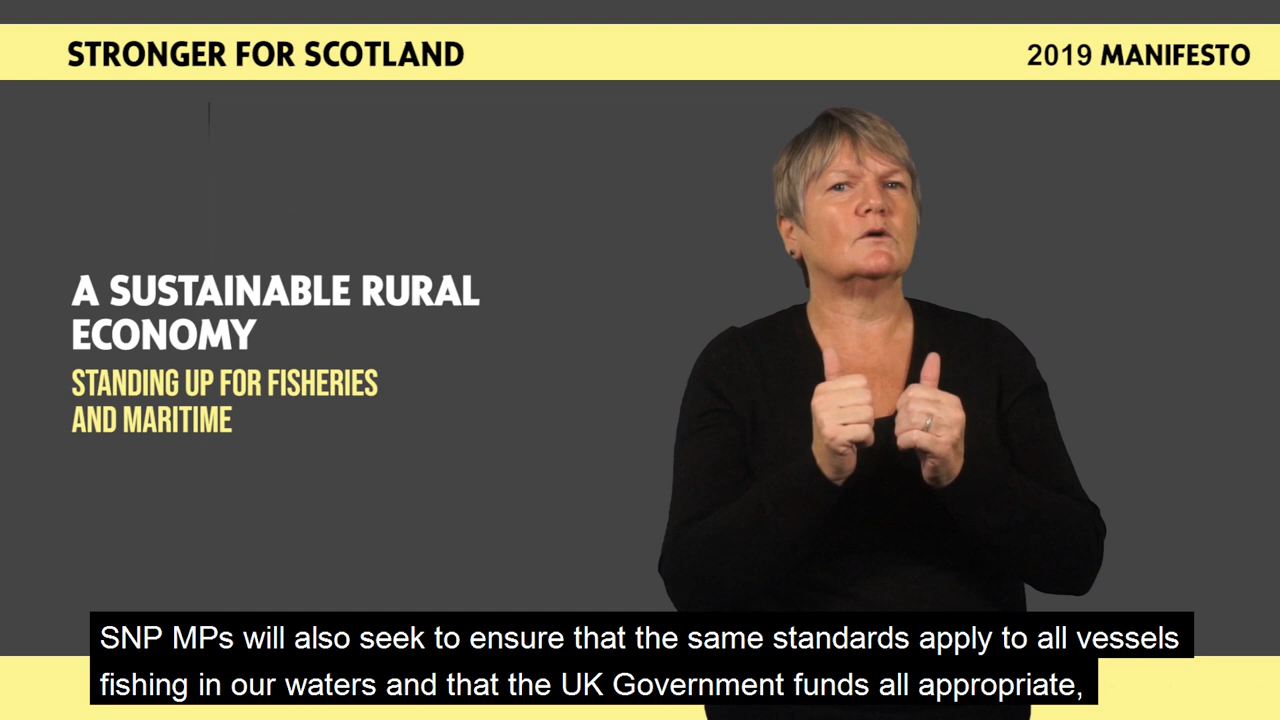 STRONGER FOR SCOTLAND
2019 MANIFESTO
A SUSTAINABLE RURAL
ECONOMY
STANDING UP FOR FISHERIES
AND MARITIME
SNP MPs will also seek to ensure that the same standards apply to all vessels
fishing in our waters and that the UK Government funds all appropriate,